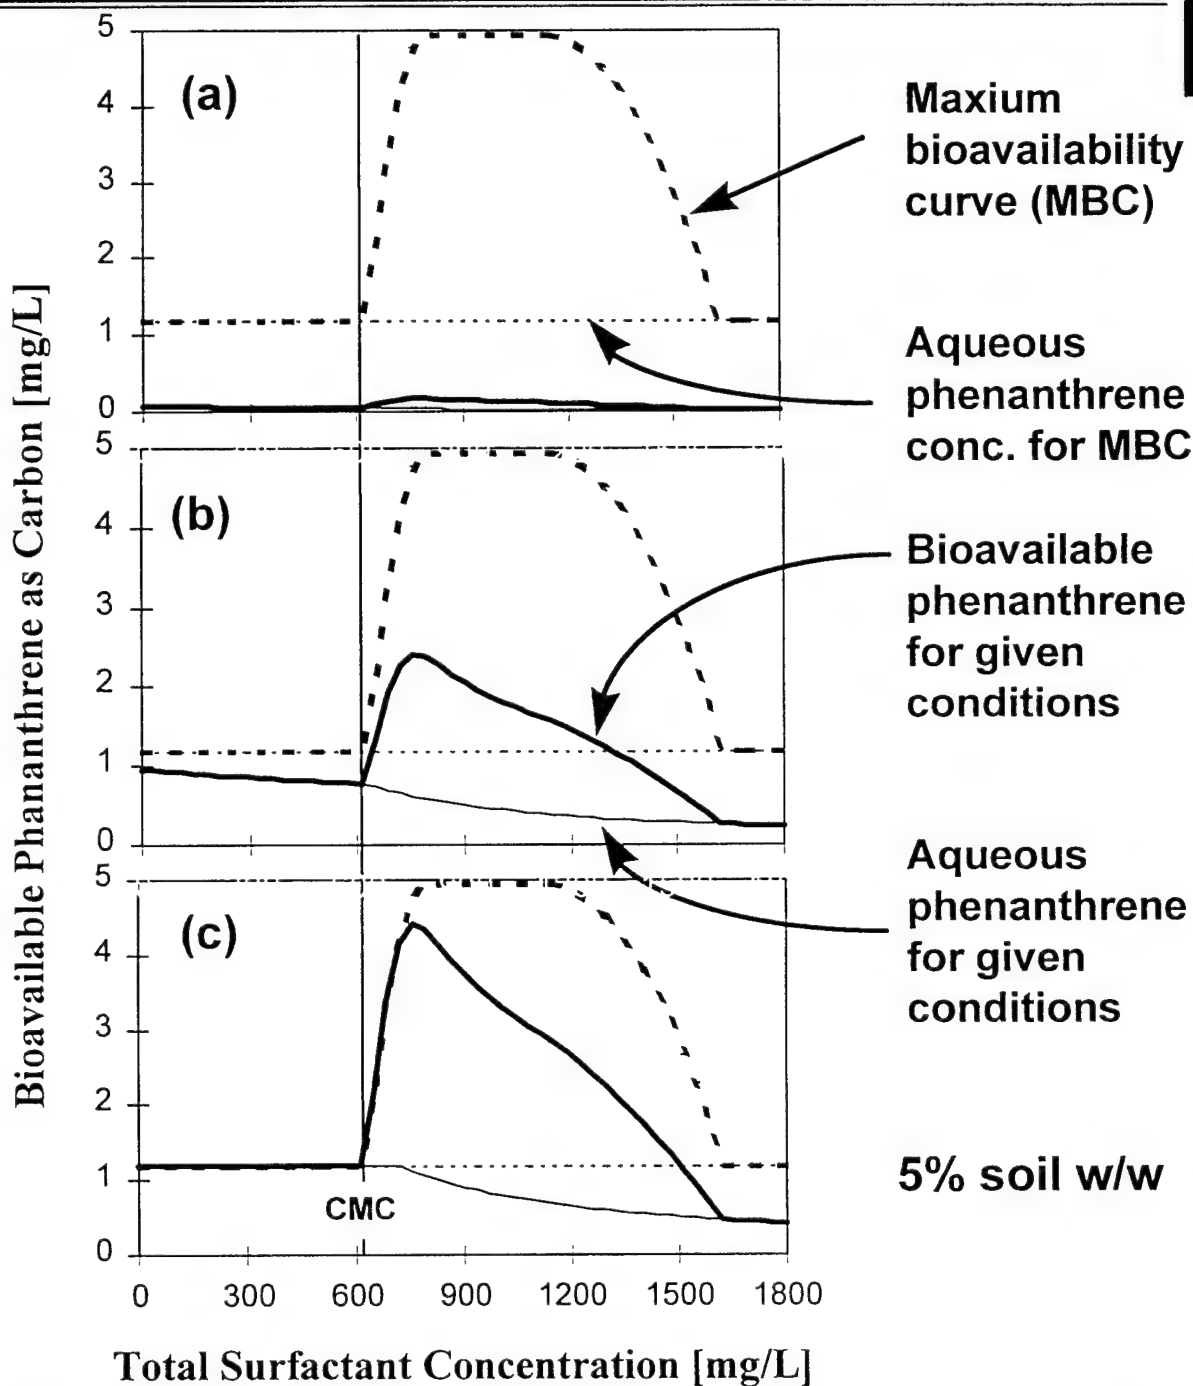 5
4
3
2
1
0
(a)
Maxium
bioavailability
curve (MBC)
Aqueous
phenanthrene
conc. for MBC
5
4
3
2
1
0
(b)
Bioavailable
phenanthrene
for given
conditions
Aqueous
phenanthrene
for given
conditions
5
4
3
2
1
0
(c)
CMC
5% soil w/w
0 300 600 900 1200 1500 1800
Total Surfactant Concentration [mg/L]
Bioavailable Phananthrene as Carbon [mg/L]